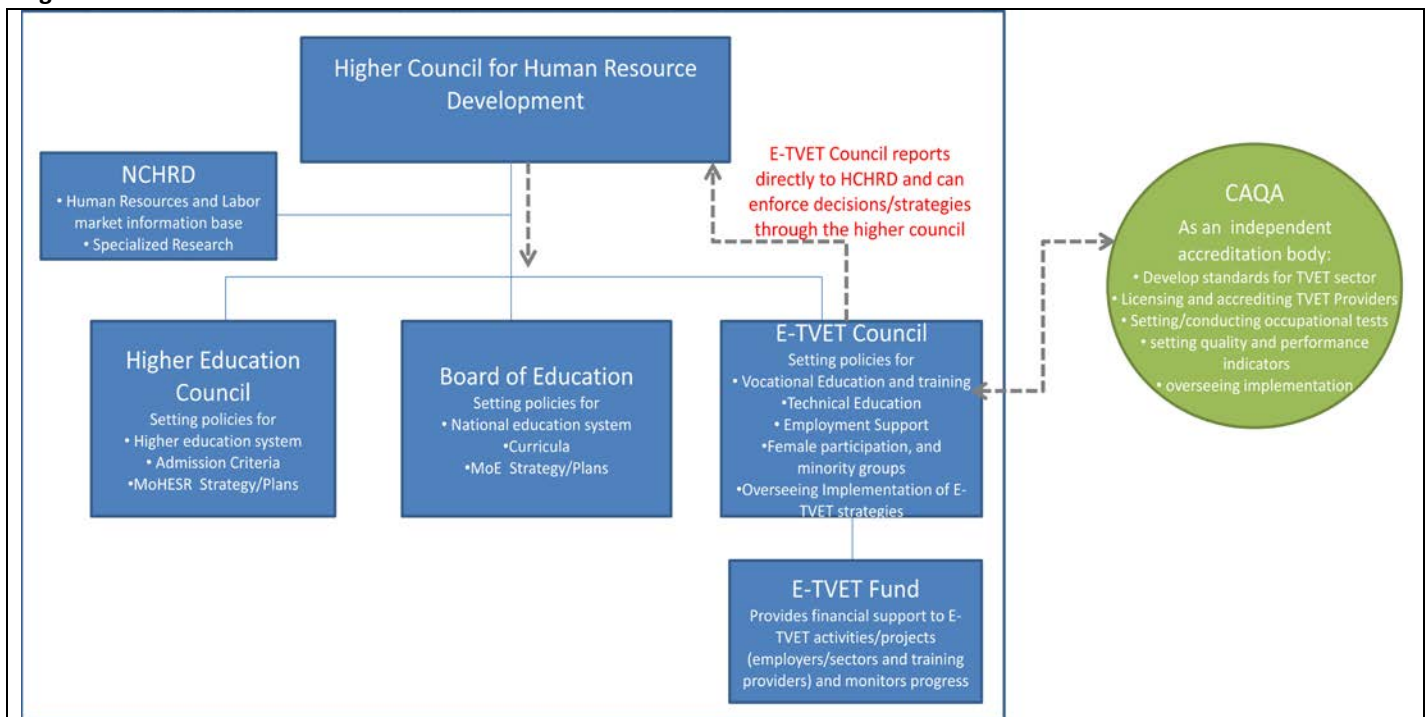 Higher Council for Human Resource
Development
NCHRD
• Human Resources and Labor
market information base
• Specialized Research
E-TVET Council reports
directly to HCHRD and can
enforce decisions/strategies
through the higher council
CAQA
As an independent
accreditation body:
• Develop standards for TVET sector
• Licensing and accrediting TVET Providers
• Setting/conducting occupational tests
• setting quality and performance
indicators
• overseeing implementation
Higher Education
Council
Setting policies for
• Higher education system
• Admission Criteria
•MoHESR Strategy/Plans
Board of Education
Setting policies for
• National education system
•Curricula
•MoE Strategy/Plans
E-TVET Council
Setting policies for
• Vocational Education and training
•Technical Education
• Employment Support
•Female participation, and
minority groups
•Overseeing Implementation of E-
TVET strategies
E-TVET Fund
Provides financial support to E-
TVET activities/projects
(employers/sectors and training
providers) and monitors progress